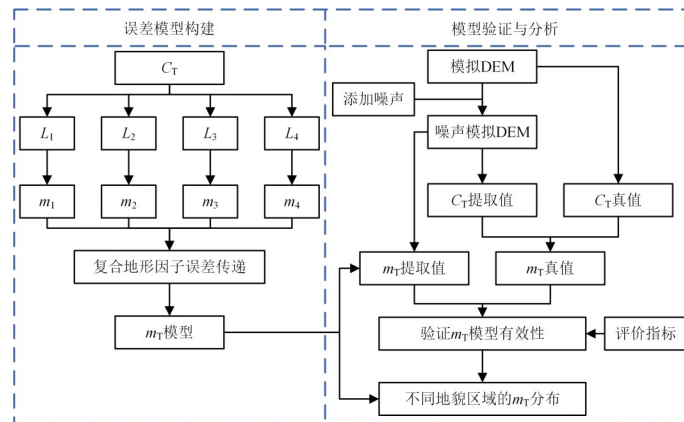 误差模型构建
模型验证与分析
C_T
L_1
L_2
L_3
L_4
m_1
m_2
m_3
m_4
复合地形因子误差传递
m_T模型
模拟DEM
添加噪声
噪声模拟DEM
C_T提取值
C_T真值
m_T提取值
m_T真值
验证m_T模型有效性
评价指标
不同地貌区域的m_T分布